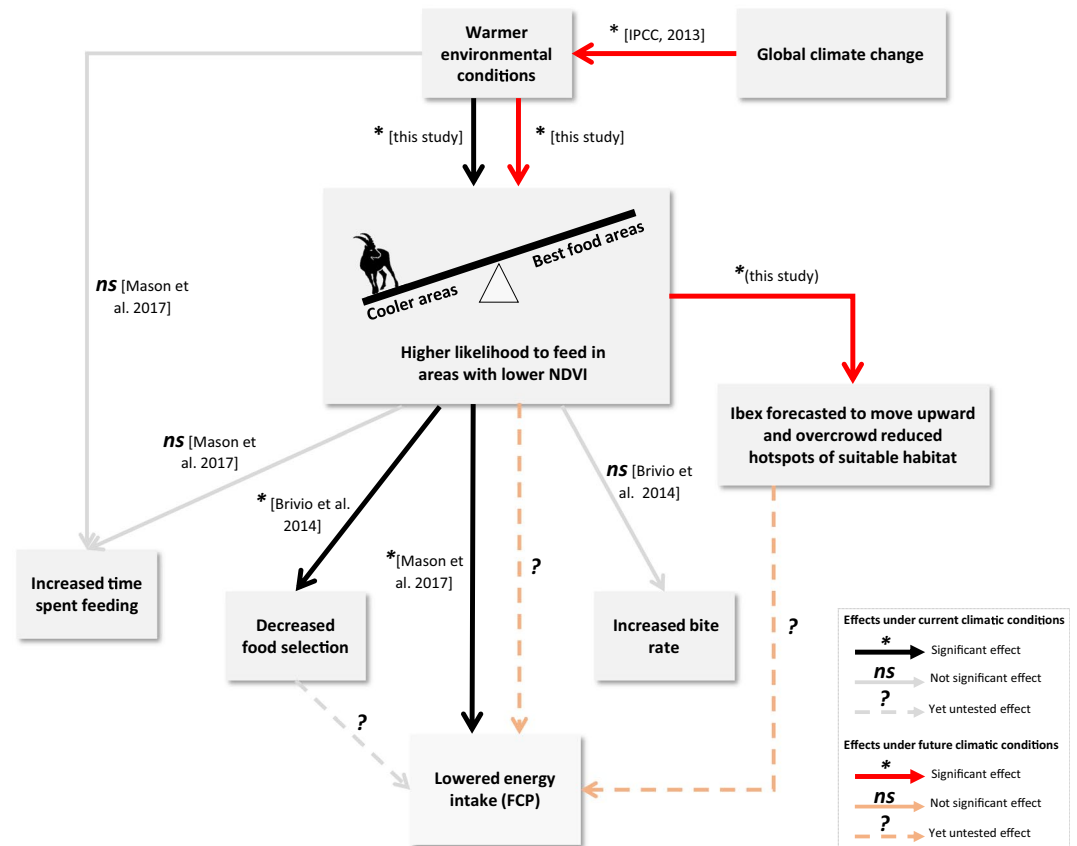 Warmer
environmental
conditions
* [IPCC, 2013]
Global climate change
* [this study]
* [this study]
Cooler areas
Best food areas
Higher likelihood to feed in
areas with lower NDVI
*(this study)
ns [Mason et
al. 2017]
Ibex forecasted to move upward
and overcrowd reduced
hotspots of suitable habitat
ns [Mason et
al. 2017]
* [Brivio et al.
2014]
*[Mason et
al. 2017]
?
ns [Brivio et
al. 2014]
?
Increased time
spent feeding
Decreased
food selection
Increased bite
rate
?
Lowered energy
intake (FCP)
Effects under current climatic conditions
* Significant effect
ns Not significant effect
? Yet untested effect
Effects under future climatic conditions
* Significant effect
ns Not significant effect
? Yet untested effect